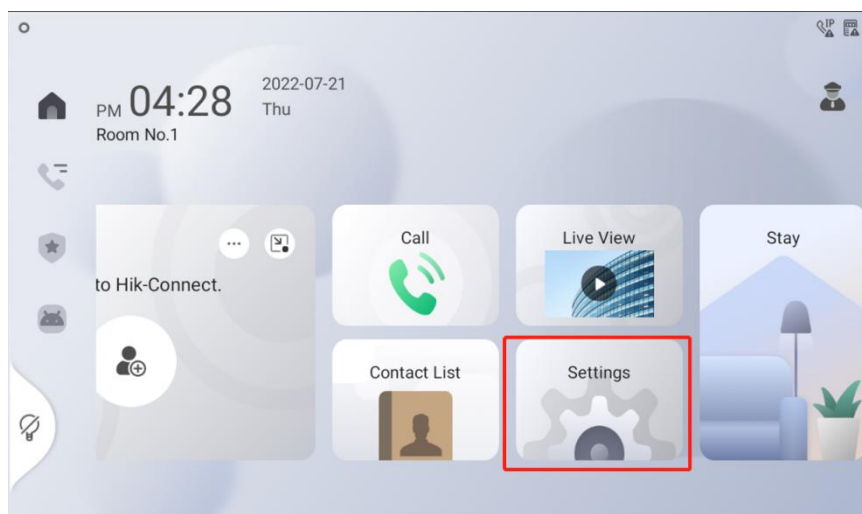 IP
PM 04:28
2022-07-21
Thu
Room No.1
to Hik-Connect.
Call
Live View
Stay
Contact List
Settings